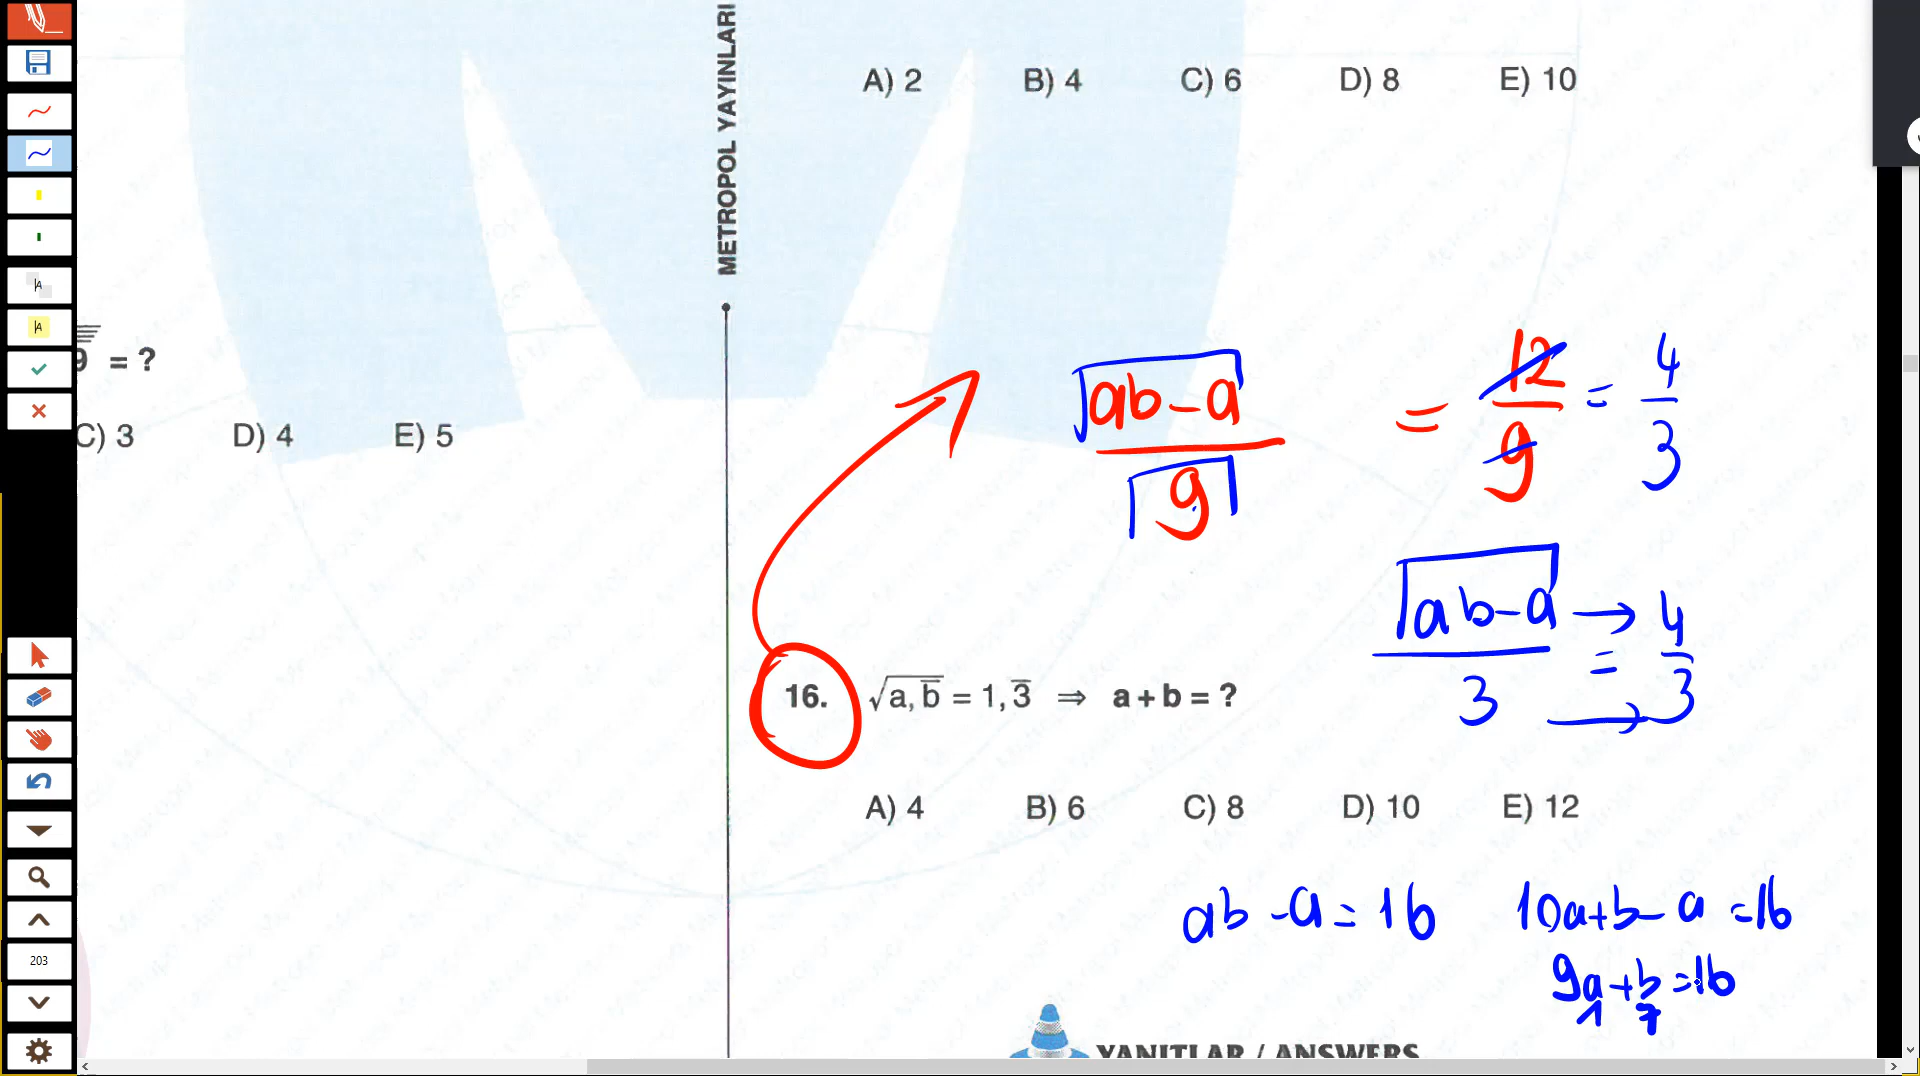 METROPOL YAYINLARI
A) 2 B) 4 C) 6 D) 8 E) 10
9 = ?
C) 3 D) 4 E) 5
√ab-a / √9 = 12/9 = 4/3
√ab-a / 3 = 4/3
16. √a,b̅ = 1,3̅ ⇒ a + b = ?
A) 4 B) 6 C) 8 D) 10 E) 12
ab - a = 16 10a+b- a = 16
9a + b = 16
1 7
YANITLAR / ANSWERS
203